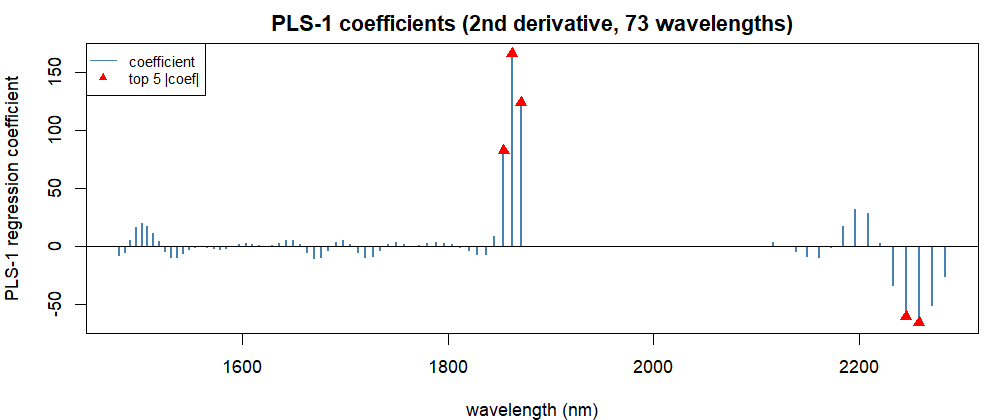 PLS-1 coefficients (2nd derivative, 73 wavelengths)
coefficient
top 5 |coef|
PLS-1 regression coefficient
150
100
50
0
-50
1600
1800
2000
2200
wavelength (nm)